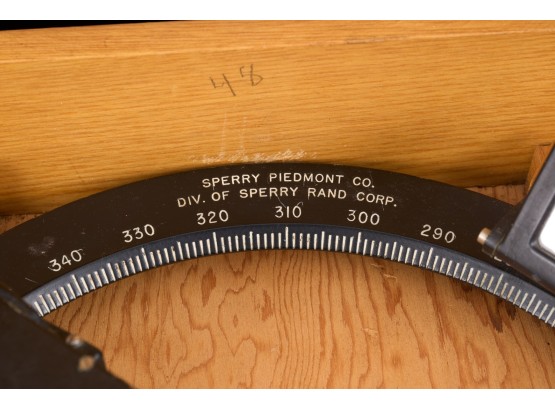 48
SPERRY PIEDMONT CO.
DIV. OF SPERRY RAND CORP.
340 330 320 310 300 290